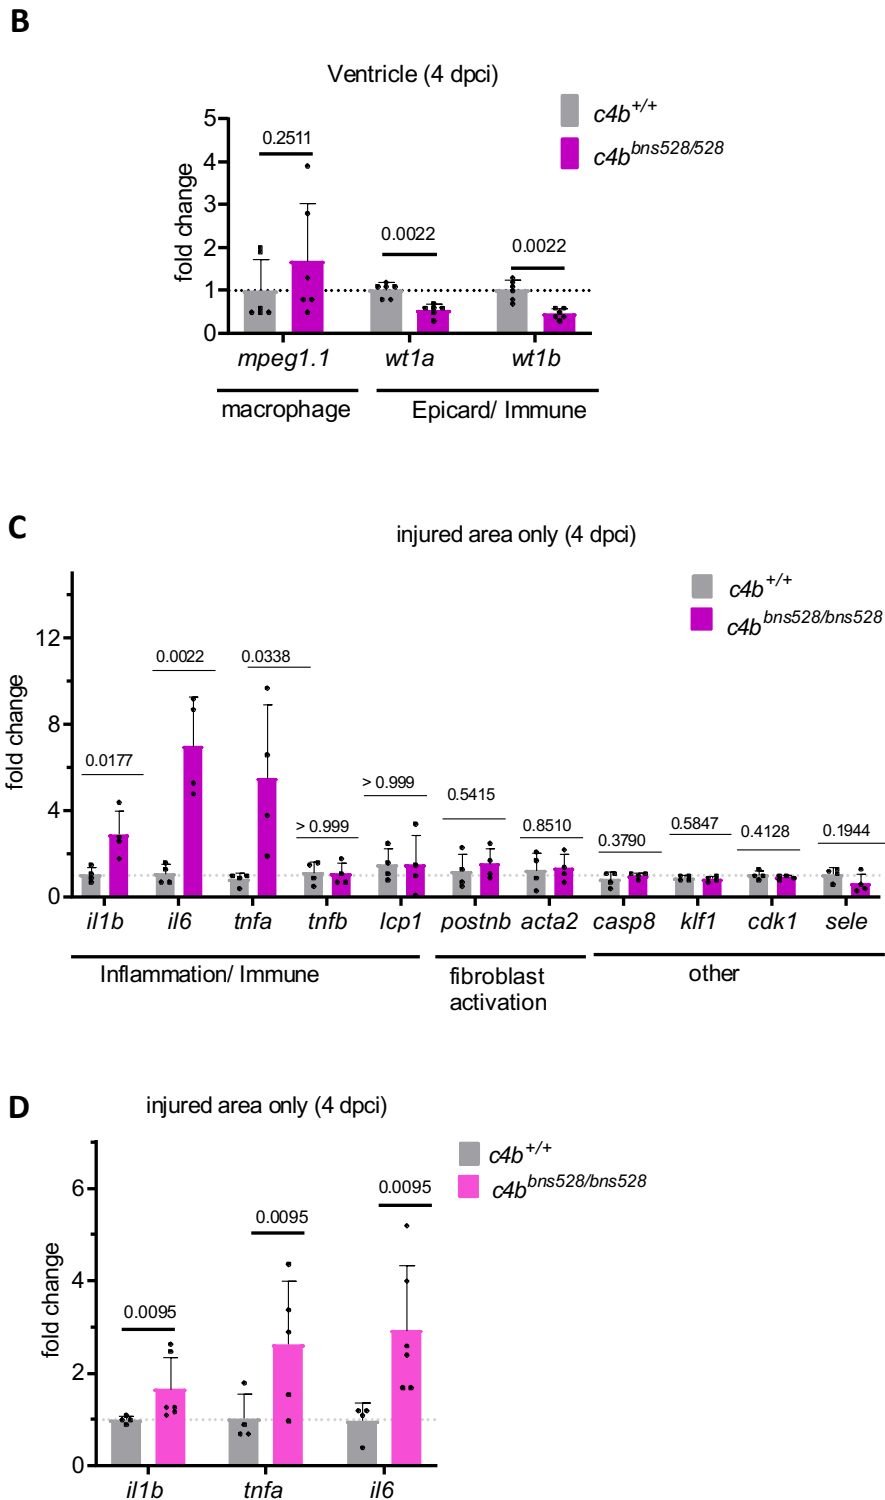 B
Ventricle (4 dpci)
c4b+/+
c4bbns528/528
fold change
5
4
3
2
1
0
0.2511
0.0022
0.0022
mpeg1.1 wt1a wt1b
macrophage Epicard/ Immune
C
injured area only (4 dpci)
c4b+/+
c4bbns528/bns528
fold change
12
8
4
0
0.0177
0.0022
0.0338
> 0.999
> 0.999
0.5415
0.8510
0.3790
0.5847
0.4128
0.1944
il1b il6 tnfa tnfb lcp1 postnb acta2 casp8 klf1 cdk1 sele
Inflammation/ Immune
fibroblast
activation
other
D
injured area only (4 dpci)
c4b+/+
c4bbns528/bns528
fold change
6
4
2
0
0.0095
0.0095
0.0095
il1b tnfa il6